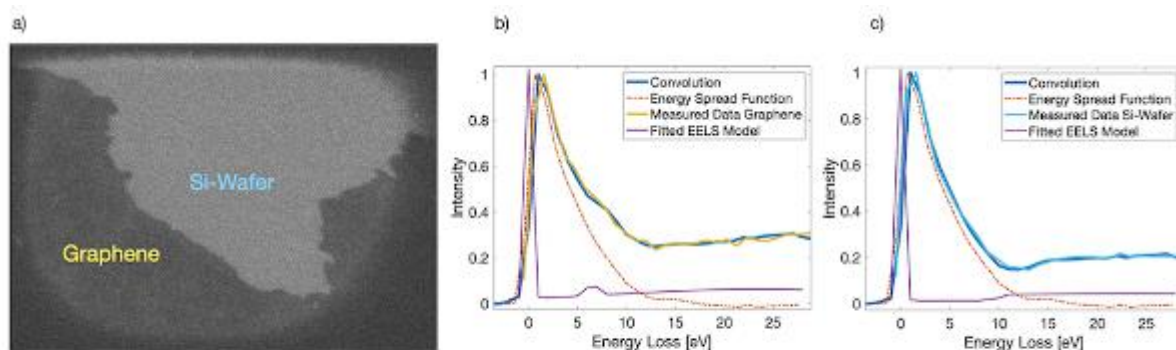 a)
Si-Wafer
Graphene
b)
1
0.8
0.6
0.4
0.2
0
0 5 10 15 20 25
Intensity
Energy Loss [eV]
Convolution
Energy Spread Function
Measured Data Graphene
Fitted EELS Model
c)
1
0.8
0.6
0.4
0.2
0
0 5 10 15 20 25
Intensity
Energy Loss [eV]
Convolution
Energy Spread Function
Measured Data Si-Wafer
Fitted EELS Model